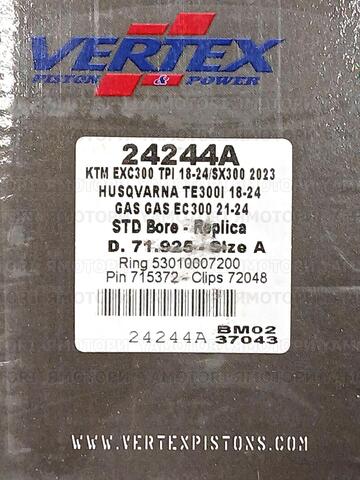 VERTEX
PISTON & POWER
24244A
KTM EXC300 TPI 18-24/SX300 2023
HUSQVARNA TE300I 18-24
GAS GAS EC300 21-24
STD Bore - Replica
D. 71.925- Size A
Ring 53010607200
Pin 715372 - Clips 72048
24244A
BM02
37043
WWW.VERTEXPISTONS.COM